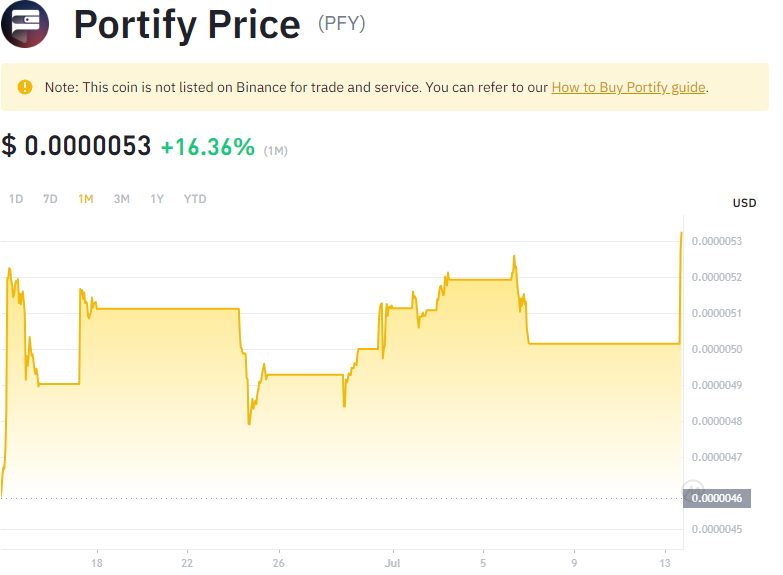 Portify Price (PFY)
Note: This coin is not listed on Binance for trade and service. You can refer to our How to Buy Portify guide.
$ 0.0000053 +16.36% (1M)
1D 7D 1M 3M 1Y YTD
USD
0.0000053
0.0000052
0.0000051
0.0000050
0.0000049
0.0000048
0.0000047
0.0000046
0.0000045
18 22 26 Jul 5 9 13